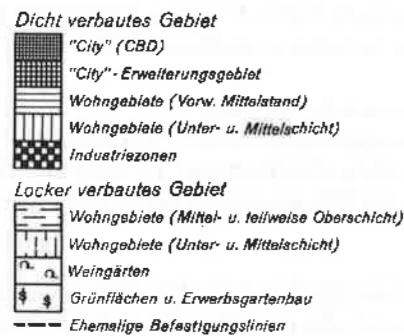 Dicht verbautes Gebiet
"City" (CBD)
"City"-Erweiterungsgebiet
Wohngebiete (Vorw. Mittelstand)
Wohngebiete (Unter- u. Mittelschicht)
Industriezonen
Locker verbautes Gebiet
Wohngebiete (Mittel- u. teilweise Oberschicht)
Wohngebiete (Unter- u. Mittelschicht)
Weingärten
Grünflächen u. Erwerbsgartenbau
Ehemalige Befestigungslinien